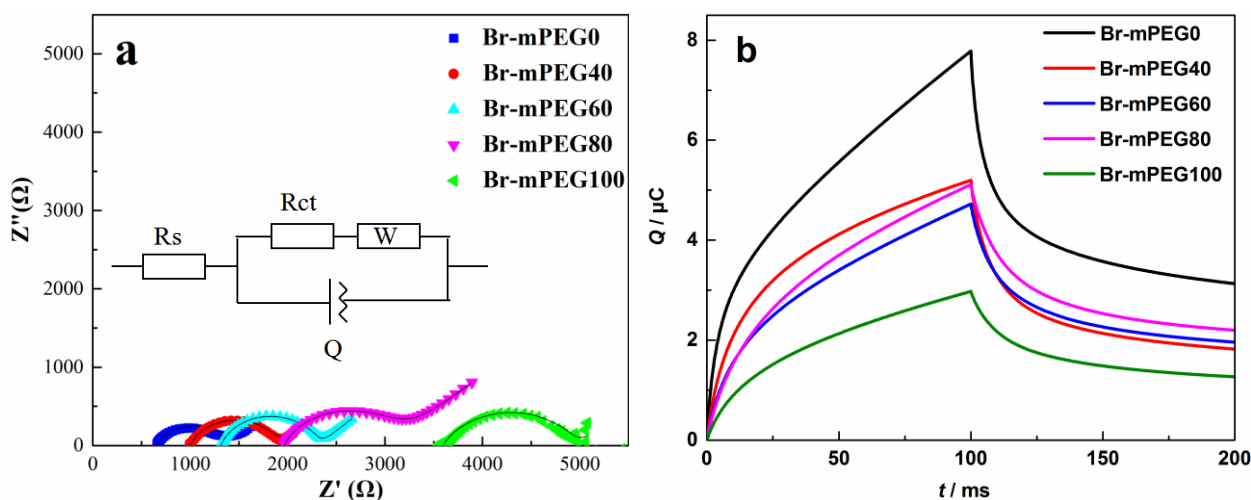 a
Br-mPEG0
Br-mPEG40
Br-mPEG60
Br-mPEG80
Br-mPEG100
Rs
Rct
W
Q
Z''(Ω)
5000
4000
3000
2000
1000
0
0 1000 2000 3000 4000 5000
Z' (Ω)
b
Br-mPEG0
Br-mPEG40
Br-mPEG60
Br-mPEG80
Br-mPEG100
Q / μC
8
6
4
2
0
0 50 100 150 200
t / ms